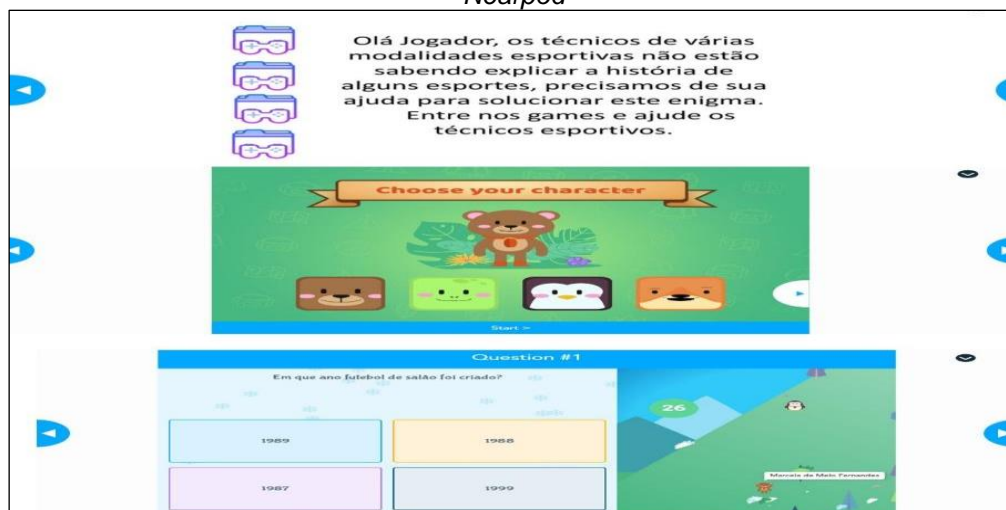 Nearpod
Olá Jogador, os técnicos de várias
modalidades esportivas não estão
sabendo explicar a história de
alguns esportes, precisamos de sua
ajuda para solucionar este enigma.
Entre nos games e ajude os
técnicos esportivos.
Choose your character
Start >
Question #1
Em que ano futebol de salão foi criado?
26
1989
1988
Marcela de Melo Fernandes
1987
1999